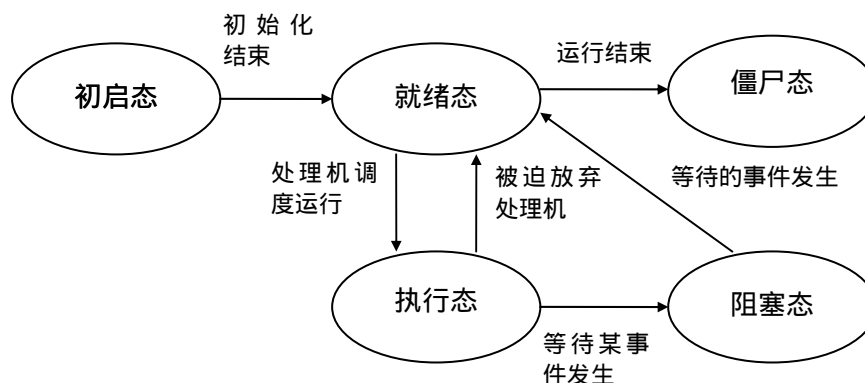 初始化
结束
运行结束
初启态
就绪态
僵尸态
处理机调
度运行
被迫放弃
处理机
等待的事件发生
执行态
阻塞态
等待某事
件发生